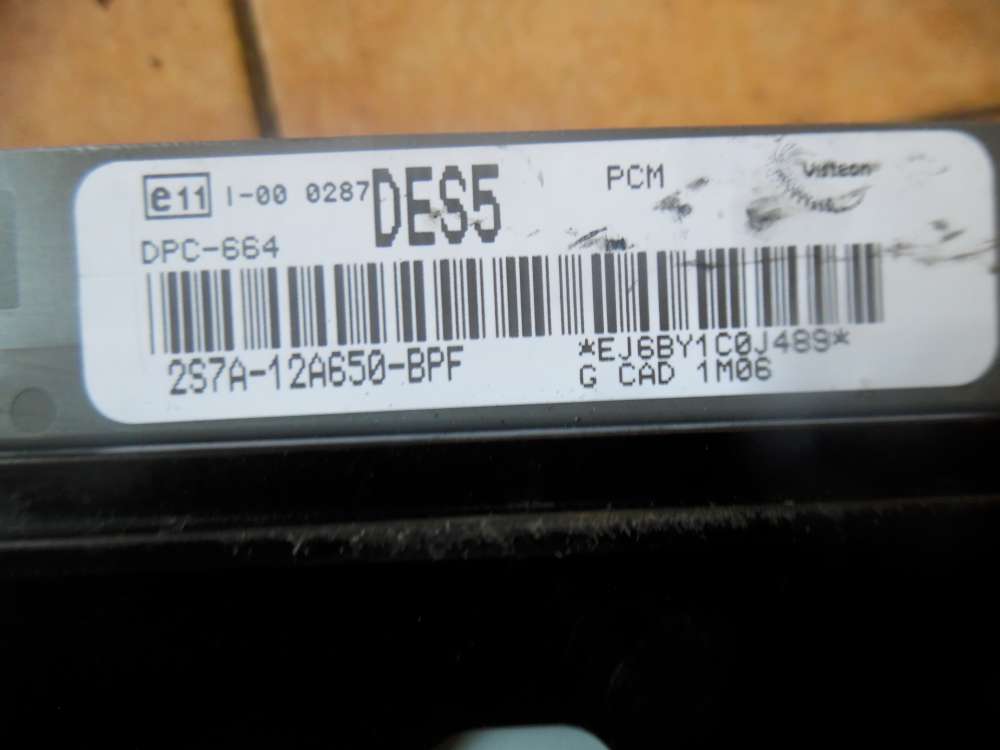 e11 I-00 0287 DES5 PCM Visteon
DPC-664
2S7A-12A650-BPF *EJ6BY1C0J489*
G CAD 1M06